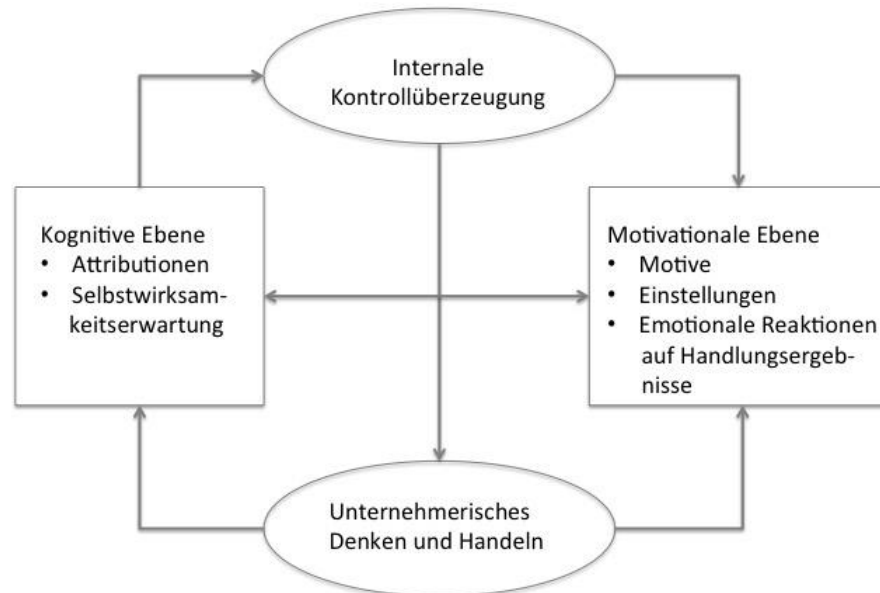 Internale
Kontrollüberzeugung
Kognitive Ebene
• Attributionen
• Selbstwirksam-
keitserwartung
Motivationale Ebene
• Motive
• Einstellungen
• Emotionale Reaktionen
auf Handlungsergeb-
nisse
Unternehmerisches
Denken und Handeln